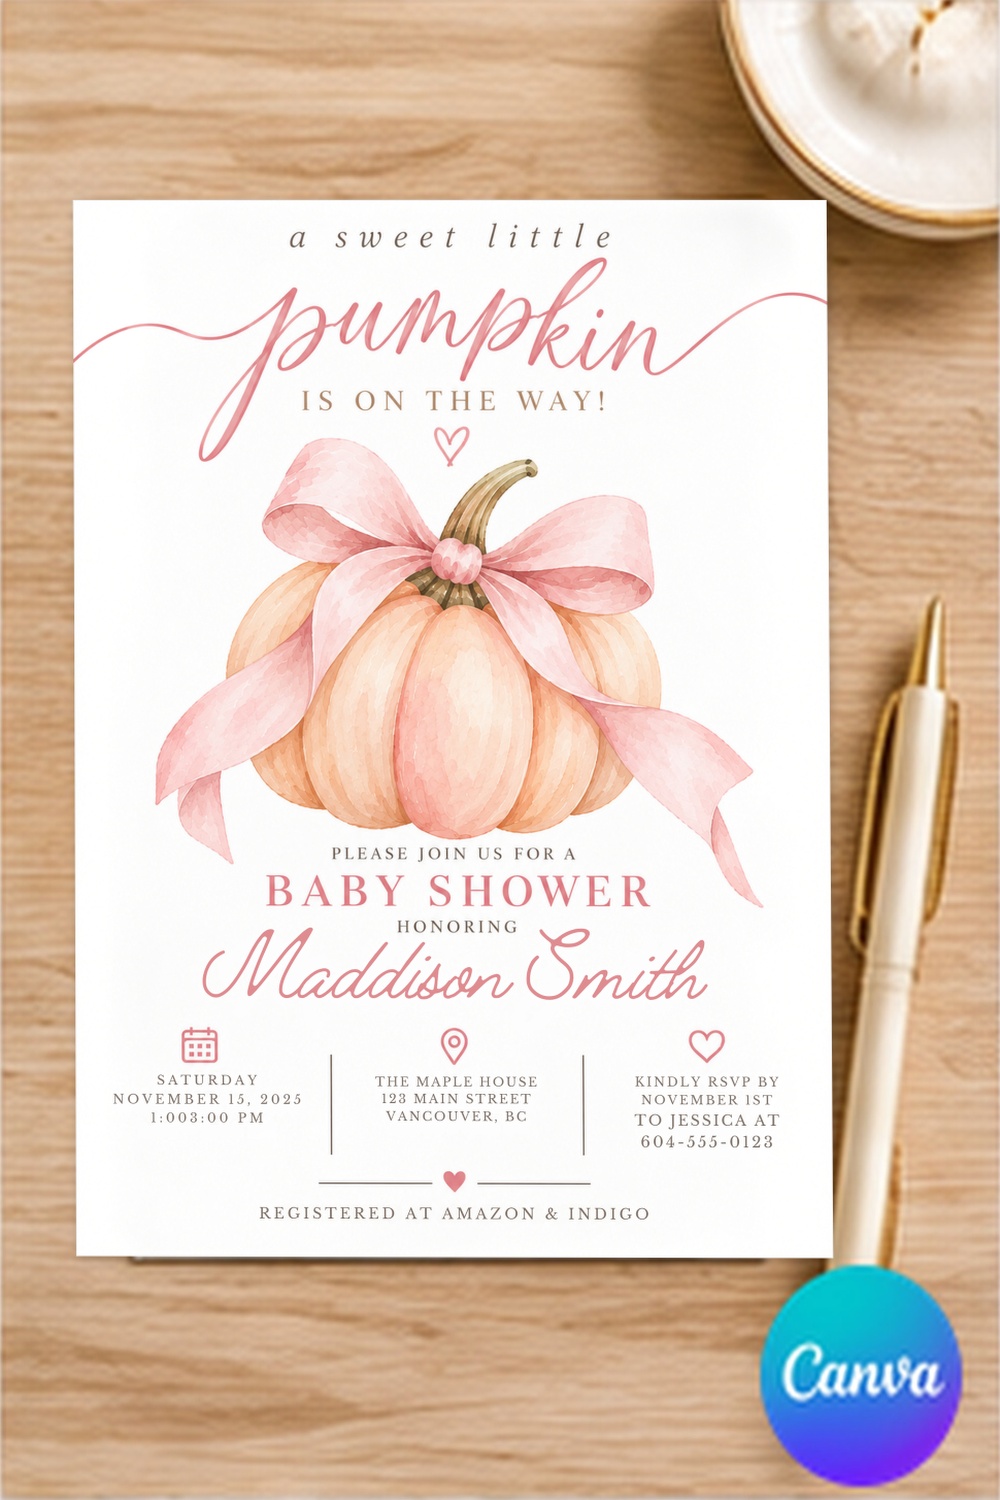 a sweet little
pumpkin
IS ON THE WAY!
PLEASE JOIN US FOR A
BABY SHOWER
HONORING
Maddison Smith
SATURDAY
NOVEMBER 15, 2025
1:003:00 PM
THE MAPLE HOUSE
123 MAIN STREET
VANCOUVER, BC
KINDLY RSVP BY
NOVEMBER 1ST
TO JESSICA AT
604-555-0123
REGISTERED AT AMAZON & INDIGO
Canva